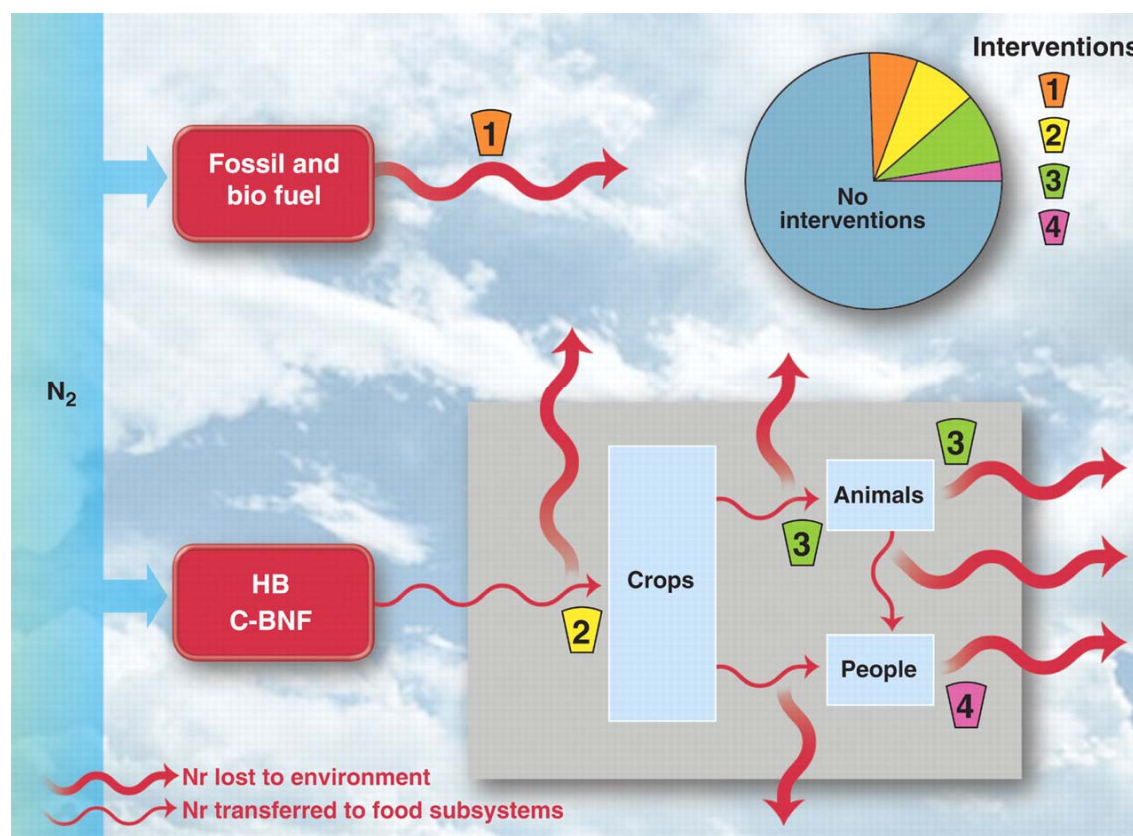 Interventions
1
2
3
4
No
interventions
Fossil and
bio fuel
1
N2
HB
C-BNF
2
Crops
3
Animals
3
People
4
Nr lost to environment
Nr transferred to food subsystems